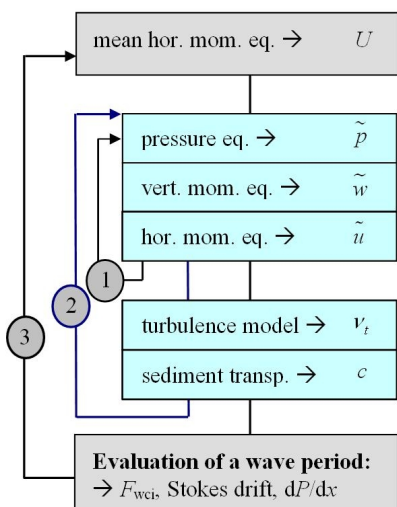 mean hor. mom. eq. → U
pressure eq. → p̃
vert. mom. eq. → w̃
hor. mom. eq. → ũ
1
2
3
turbulence model → νt
sediment transp. → c
Evaluation of a wave period:
→ Fwci, Stokes drift, dP/dx